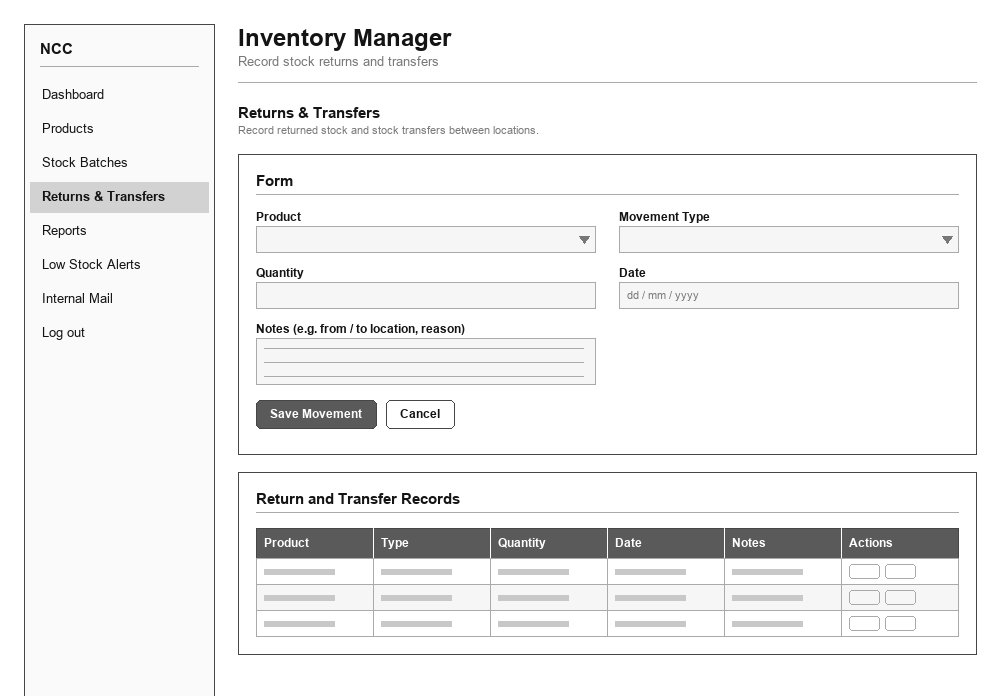 NCC
Dashboard
Products
Stock Batches
Returns & Transfers
Reports
Low Stock Alerts
Internal Mail
Log out
Inventory Manager
Record stock returns and transfers
Returns & Transfers
Record returned stock and stock transfers between locations.
Form
Product
Movement Type
Quantity
Date
dd / mm / yyyy
Notes (e.g. from / to location, reason)
Save Movement
Cancel
Return and Transfer Records
Product Type Quantity Date Notes Actions